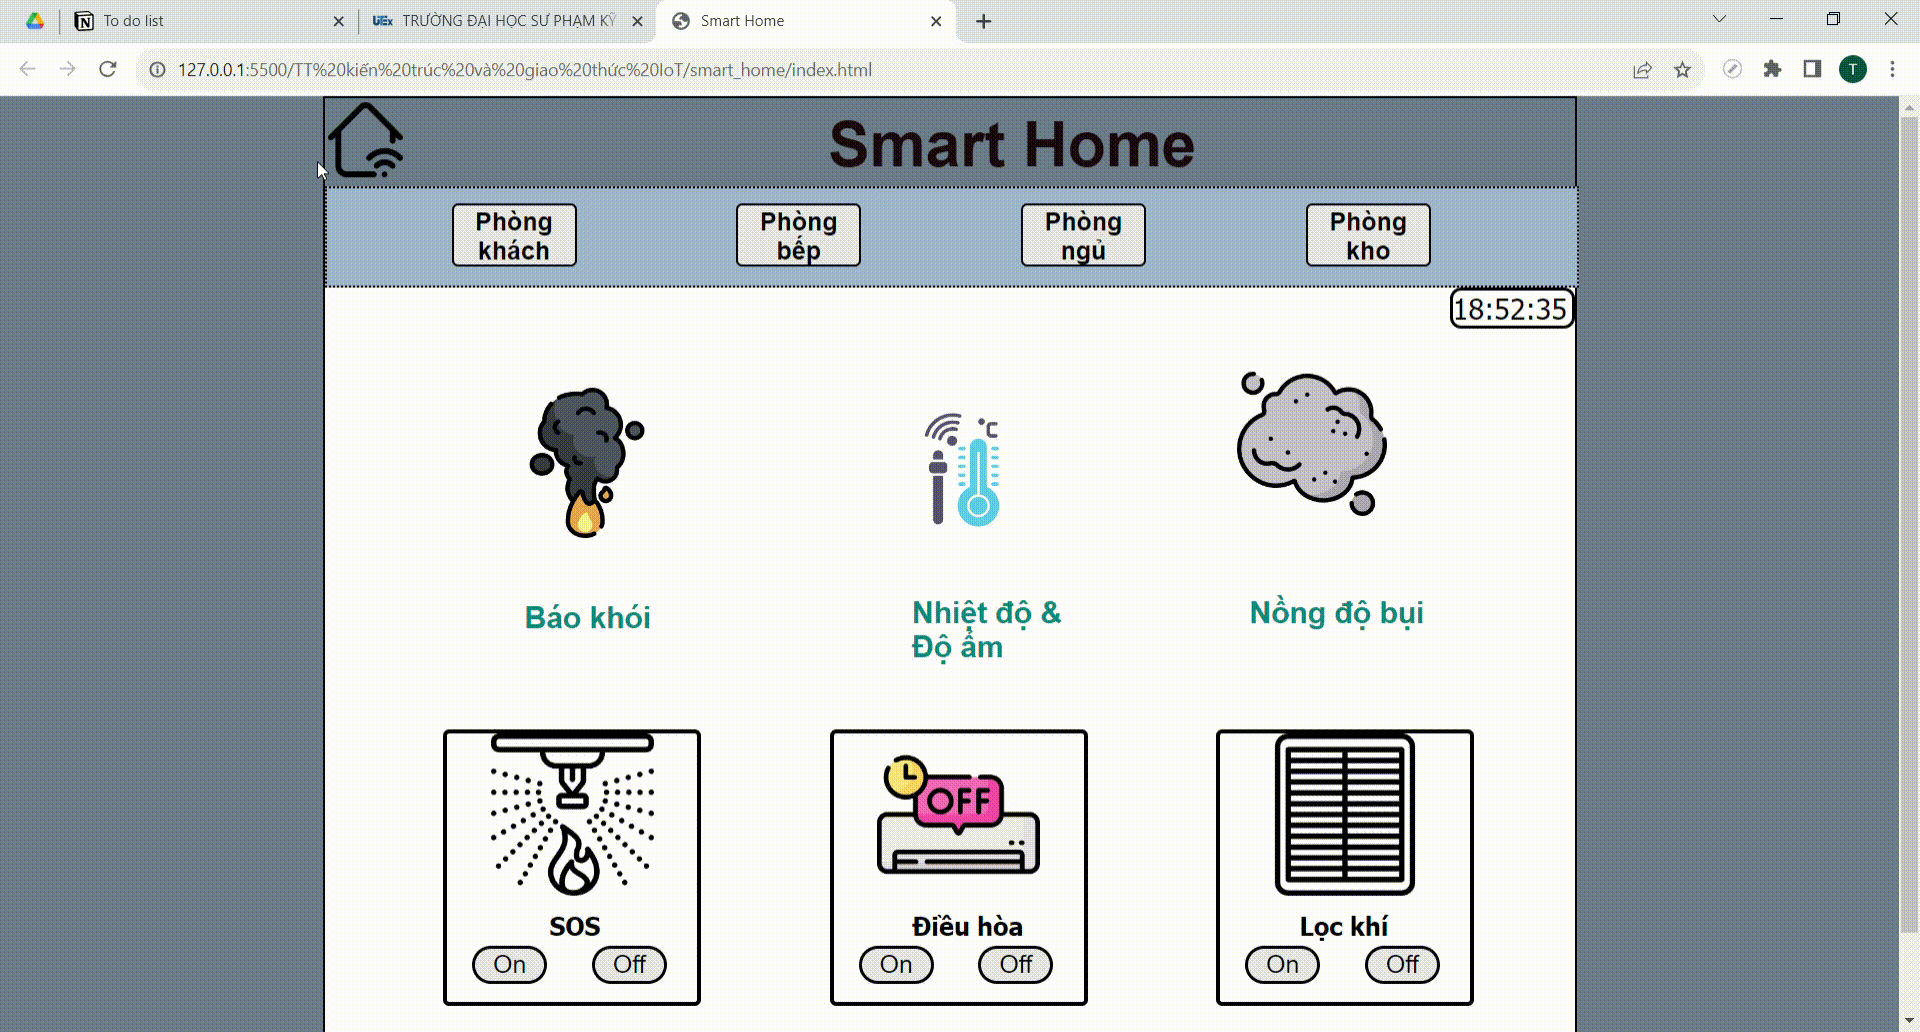 To do list
TRƯỜNG ĐẠI HỌC SƯ PHẠM KỸ
Smart Home
127.0.0.1:5500/TT%20kiến%20trúc%20và%20giao%20thức%20IoT/smart_home/index.html
T
Smart Home
Phòng
khách
Phòng
bếp
Phòng
ngủ
Phòng
kho
18:52:35
°C
Báo khói
Nhiệt độ &
Độ ẩm
Nồng độ bụi
OFF
SOS
On Off
Điều hòa
On Off
Lọc khí
On Off